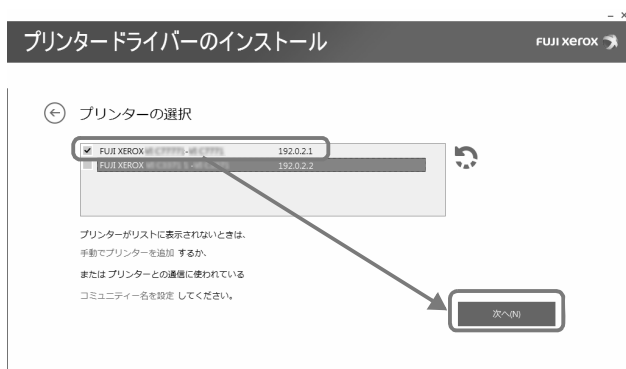 プリンタードライバーのインストール
FUJI XEROX
プリンターの選択
FUJI XEROX 192.0.2.1
FUJI XEROX 192.0.2.2
プリンターがリストに表示されないときは、
手動でプリンターを追加 するか、
または プリンターとの通信に使われている
コミュニティー名を設定 してください。
次へ(N)